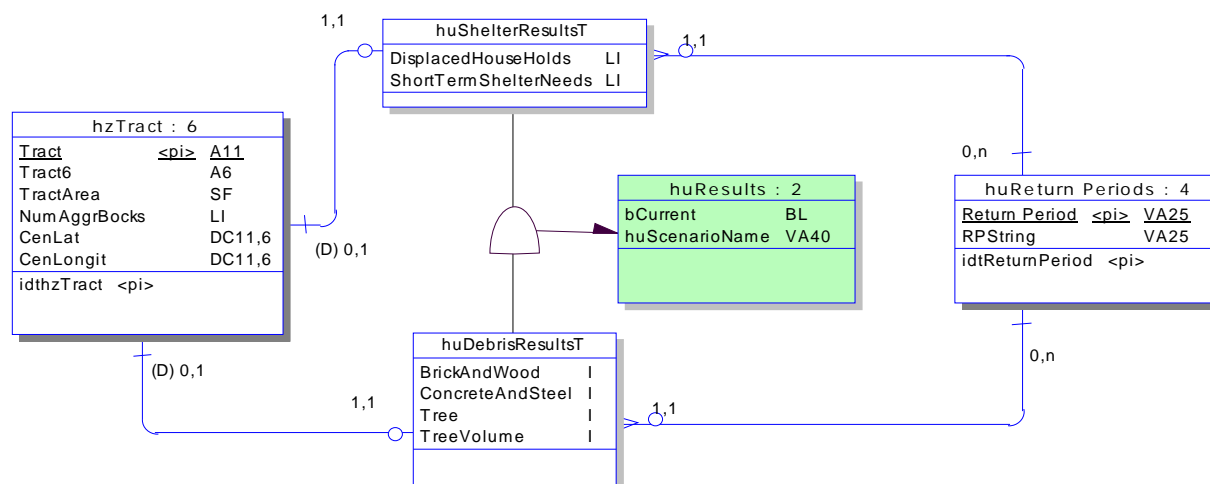 1,1
huShelterResultsT
DisplacedHouseHolds LI
ShortTermShelterNeeds LI
1,1
hzTract : 6
Tract <pi> A11
Tract6 A6
TractArea SF
NumAggrBocks LI
CenLat DC11,6
CenLongit DC11,6
idthzTract <pi>
(D) 0,1
huResults : 2
bCurrent BL
huScenarioName VA40
0,n
huReturn Periods : 4
Return Period <pi> VA25
RPString VA25
idtReturnPeriod <pi>
(D) 0,1
1,1
huDebrisResultsT
BrickAndWood I
ConcreteAndSteel I
Tree I
TreeVolume I
1,1
0,n